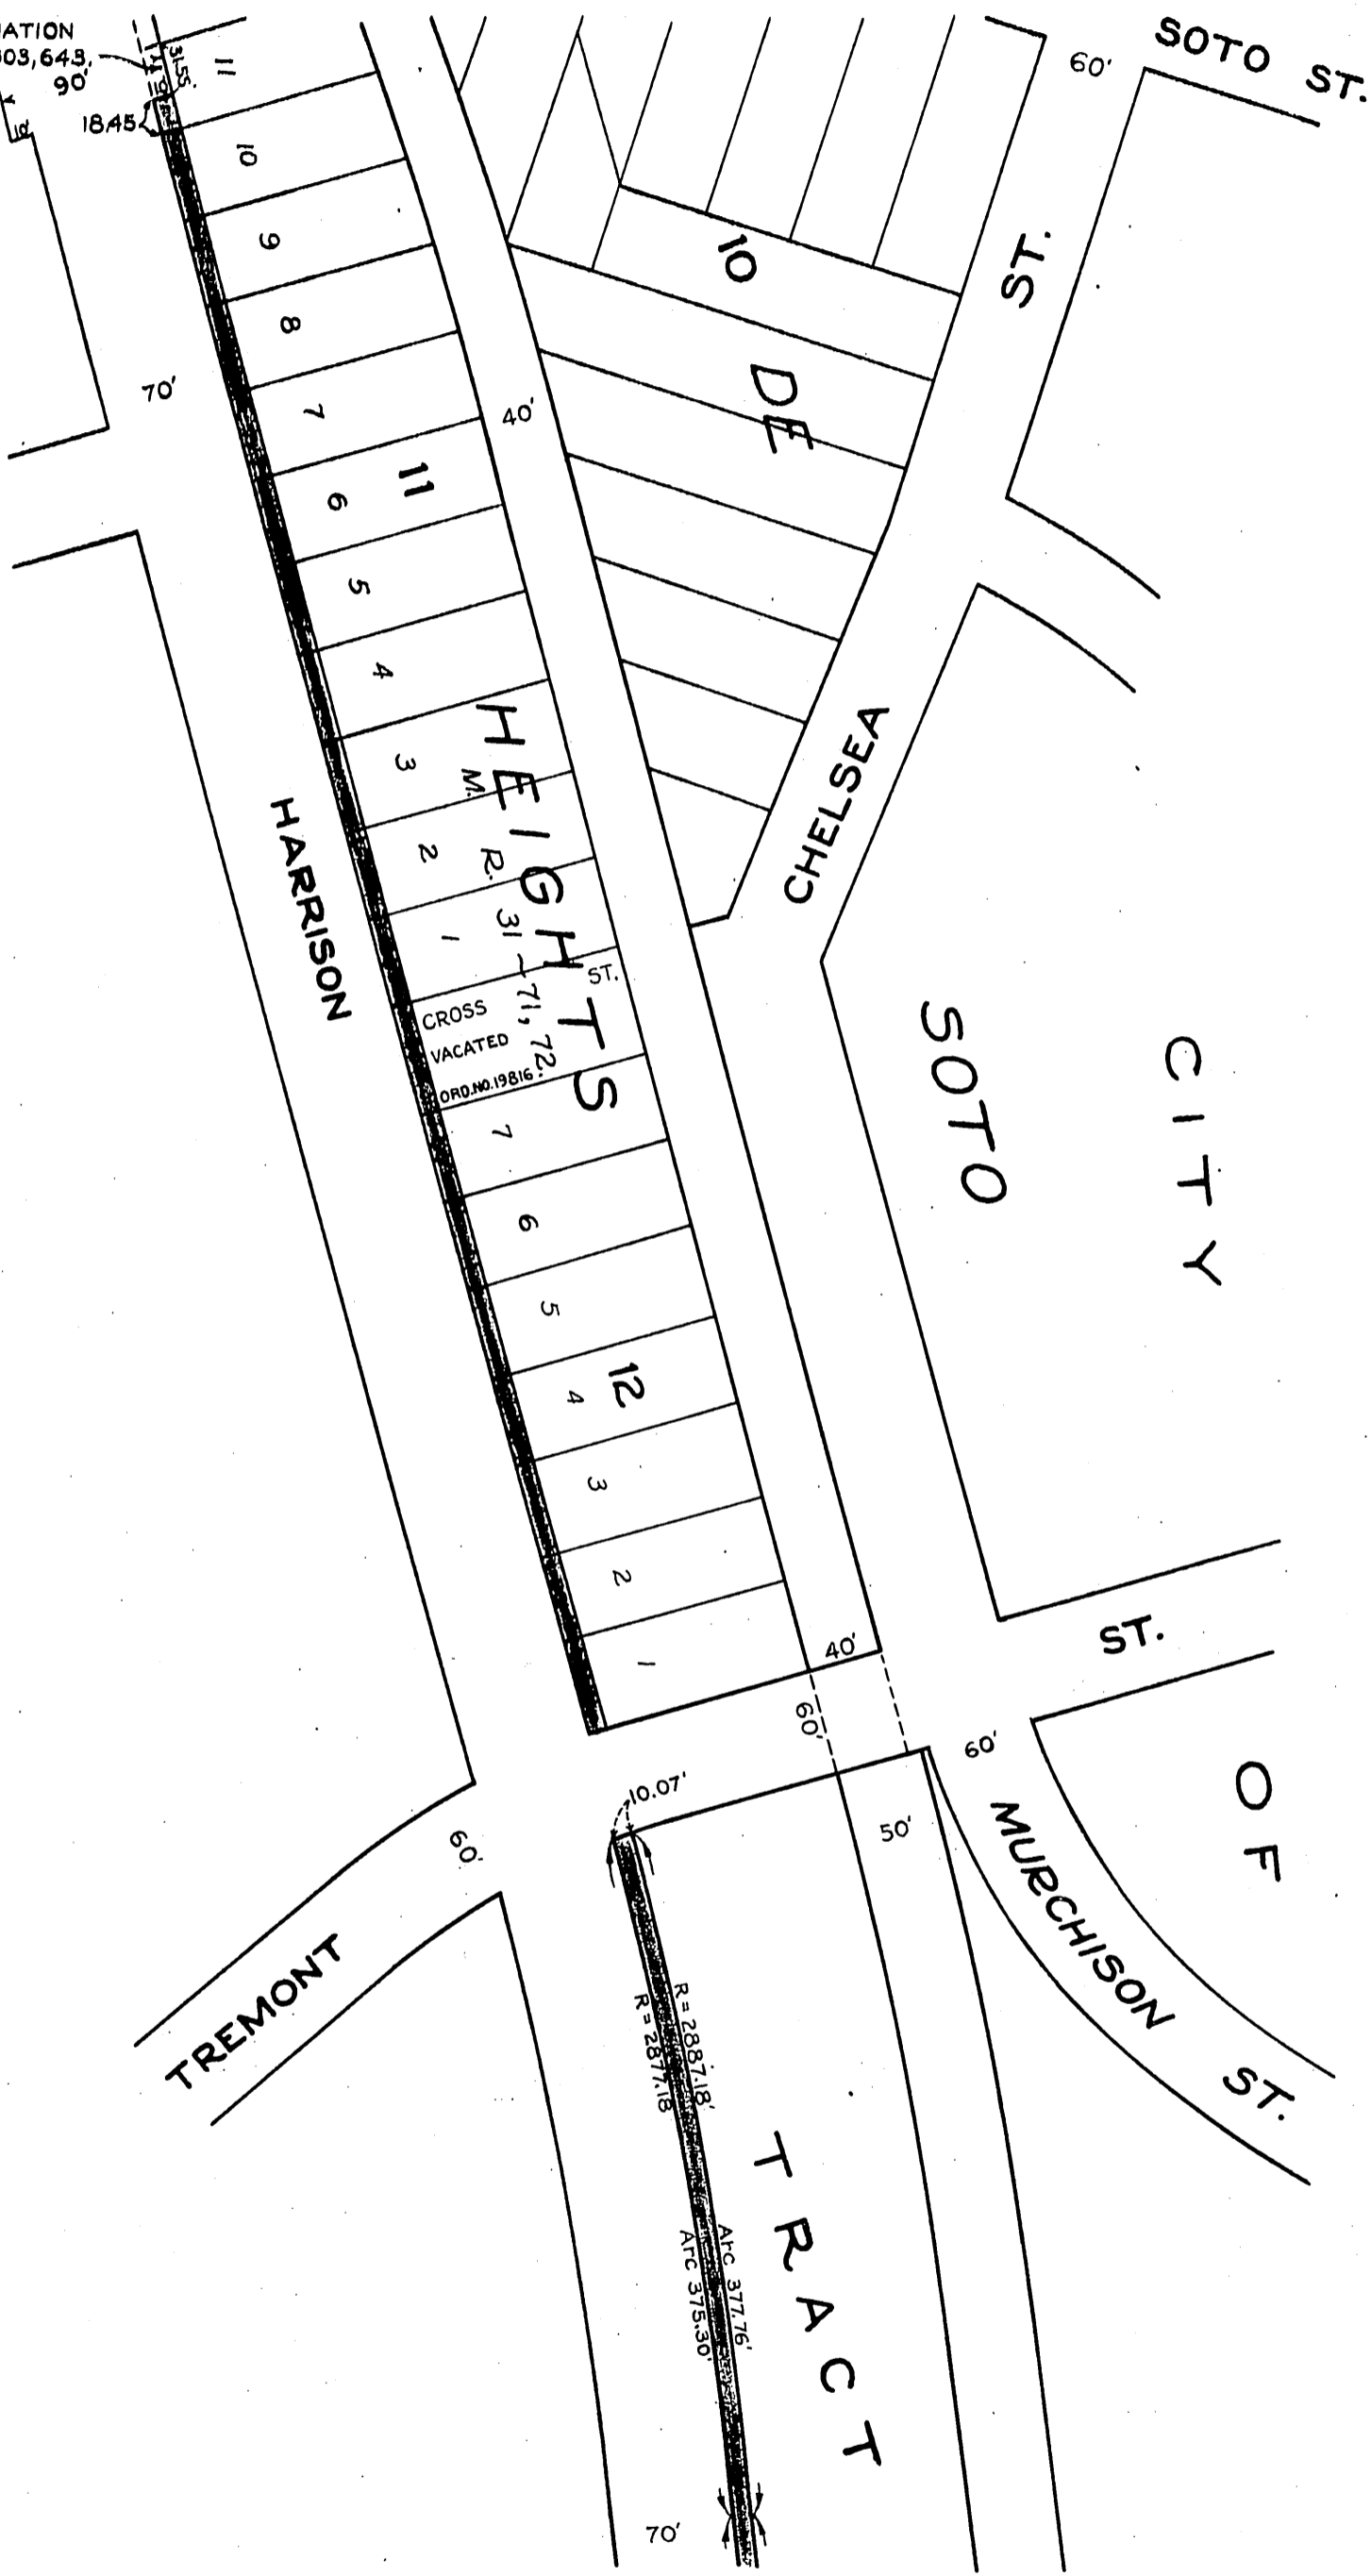 SOTO ST.
60'
ATION
03,643.
90'
31.55'
18.45
11
10
9
8
7
6
5
4
3
2
1
11
70'
40'
10
DE
ST.
CHELSEA
HARRISON
HEIGHTS
M. R. 31~71, 72.
CROSS ST.
VACATED
ORD. NO. 19816.
7
6
5
4
3
2
1
12
SOTO
CITY
OF
ST.
40'
60'
60'
50'
10.07'
60'
TREMONT
MURCHISON ST.
R = 2887.18'
R = 2877.18'
Arc 377.76'
Arc 375.30'
TRACT
70'